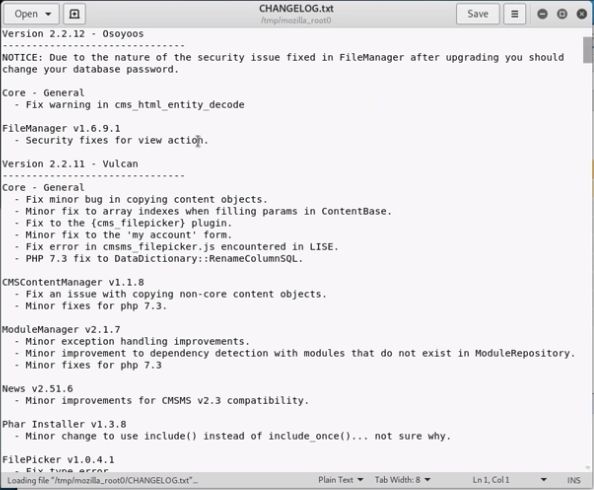 Open
CHANGELOG.txt
/tmp/mozilla_root0
Save
Version 2.2.12 - Osoyoos
-------------------------------
NOTICE: Due to the nature of the security issue fixed in FileManager after upgrading you should
change your database password.
Core - General
- Fix warning in cms_html_entity_decode
FileManager v1.6.9.1
- Security fixes for view action.
Version 2.2.11 - Vulcan
-------------------------------
Core - General
- Fix minor bug in copying content objects.
- Minor fix to array indexes when filling params in ContentBase.
- Fix to the {cms_filepicker} plugin.
- Minor fix to the 'my account' form.
- Fix error in cmsms_filepicker.js encountered in LISE.
- PHP 7.3 fix to DataDictionary::RenameColumnSQL.
CMSContentManager v1.1.8
- Fix an issue with copying non-core content objects.
- Minor fixes for php 7.3.
ModuleManager v2.1.7
- Minor exception handling improvements.
- Minor improvement to dependency detection with modules that do not exist in ModuleRepository.
- Minor fixes for php 7.3
News v2.51.6
- Minor improvements for CMSMS v2.3 compatibility.
Phar Installer v1.3.8
- Minor change to use include() instead of include_once()... not sure why.
FilePicker v1.0.4.1
- Fix type error
Loading file "/tmp/mozilla_root0/CHANGELOG.txt"...
Plain Text
Tab Width: 8
Ln 1, Col 1
INS